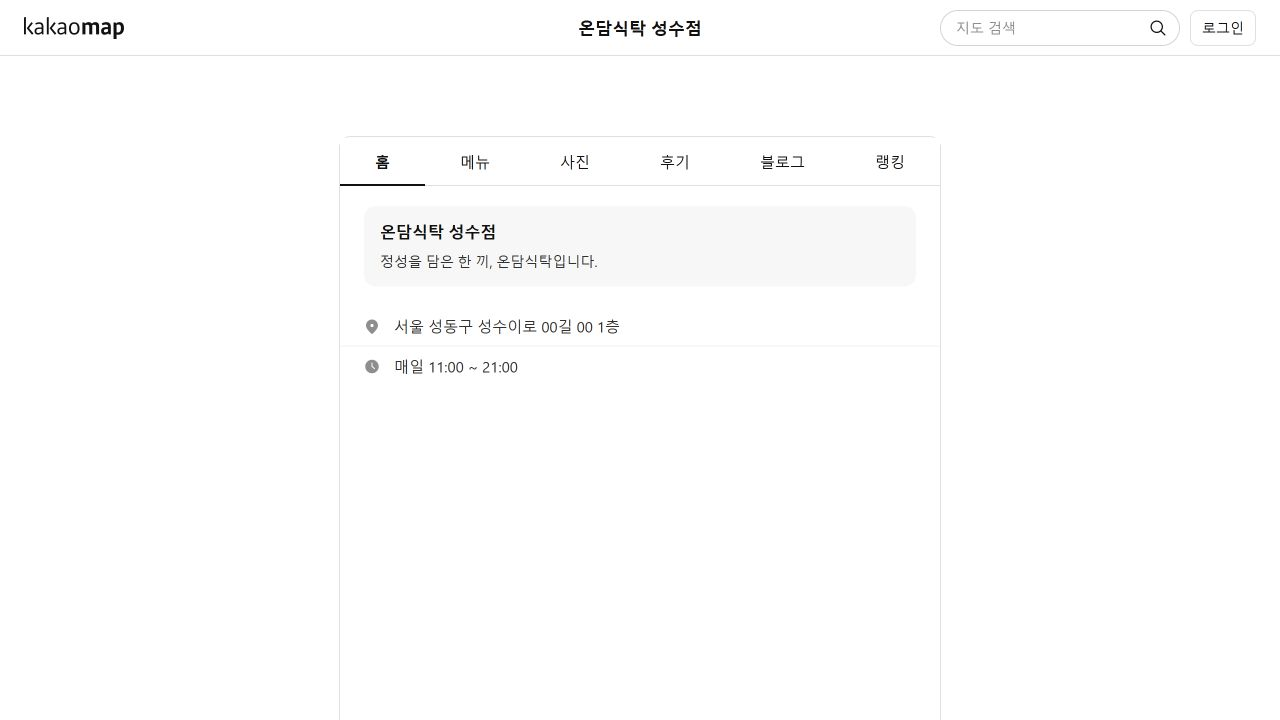 kakaomap
온담식탁 성수점
지도 검색
로그인
홈 메뉴 사진 후기 블로그 랭킹
온담식탁 성수점
정성을 담은 한 끼, 온담식탁입니다.
서울 성동구 성수이로 00길 00 1층
매일 11:00 ~ 21:00